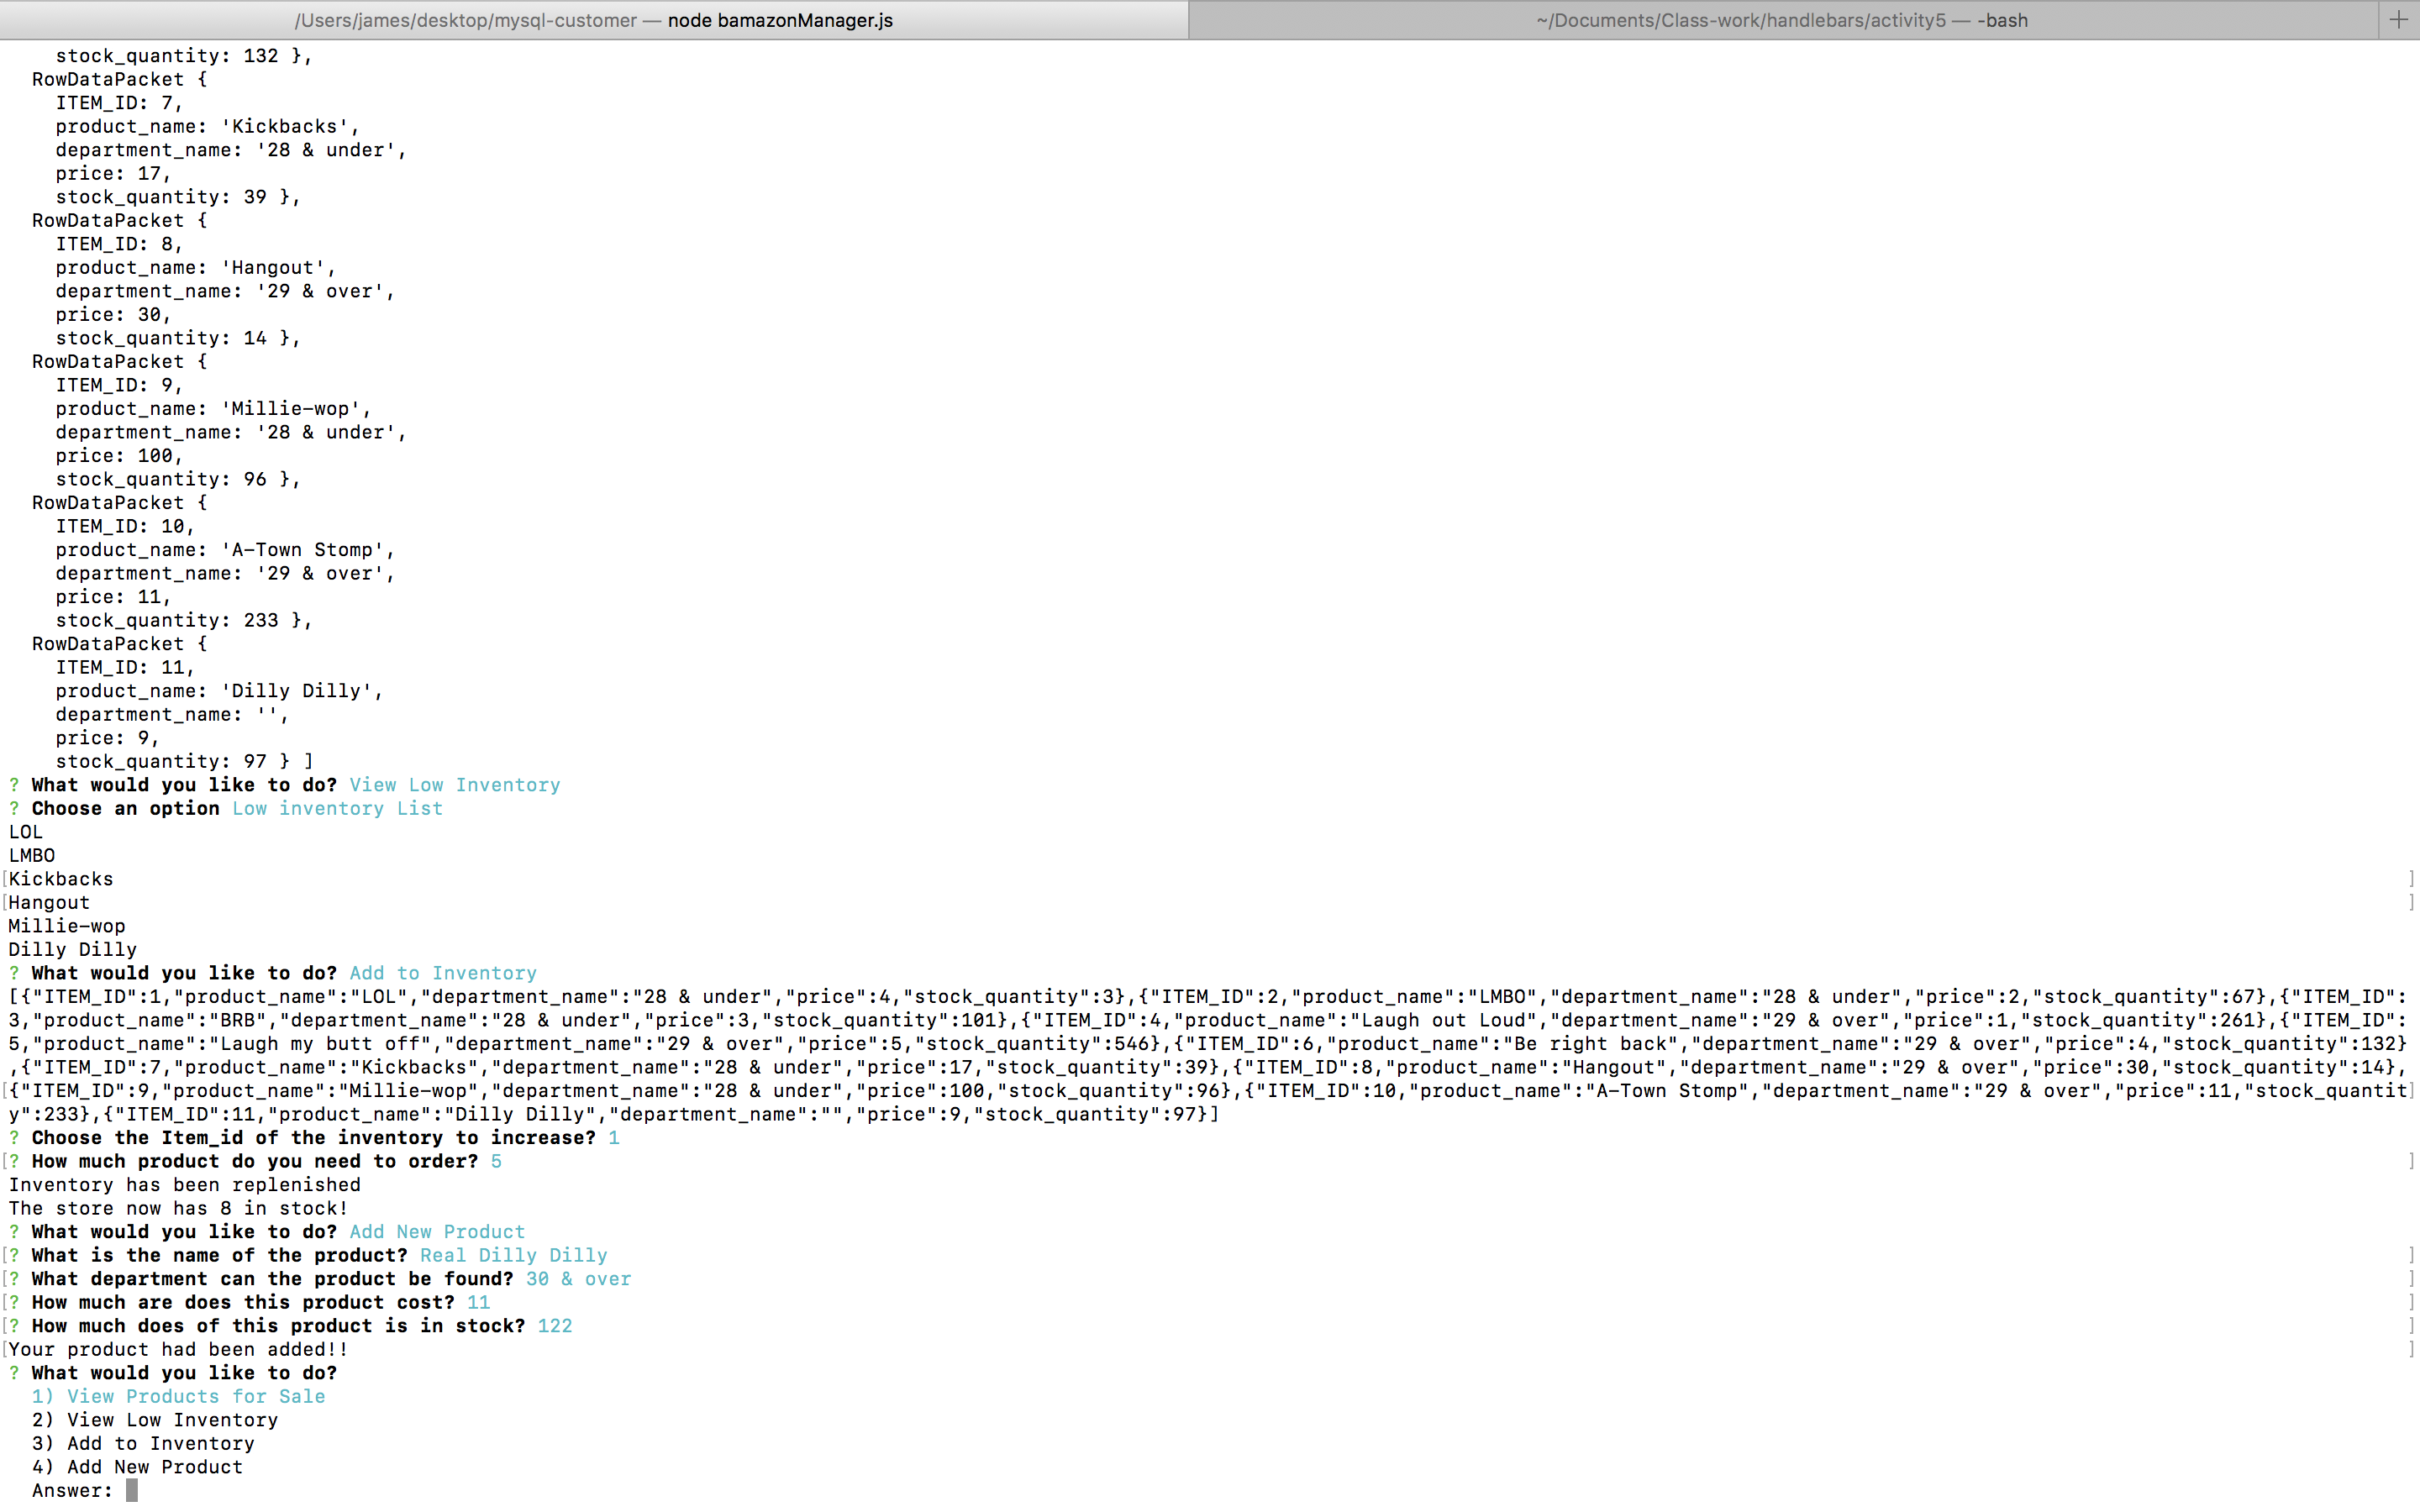 /Users/james/desktop/mysql-customer — node bamazonManager.js
~/Documents/Class-work/handlebars/activity5 — -bash
+
    stock_quantity: 132 },
  RowDataPacket {
    ITEM_ID: 7,
    product_name: 'Kickbacks',
    department_name: '28 & under',
    price: 17,
    stock_quantity: 39 },
  RowDataPacket {
    ITEM_ID: 8,
    product_name: 'Hangout',
    department_name: '29 & over',
    price: 30,
    stock_quantity: 14 },
  RowDataPacket {
    ITEM_ID: 9,
    product_name: 'Millie-wop',
    department_name: '28 & under',
    price: 100,
    stock_quantity: 96 },
  RowDataPacket {
    ITEM_ID: 10,
    product_name: 'A-Town Stomp',
    department_name: '29 & over',
    price: 11,
    stock_quantity: 233 },
  RowDataPacket {
    ITEM_ID: 11,
    product_name: 'Dilly Dilly',
    department_name: '',
    price: 9,
    stock_quantity: 97 } ]
? What would you like to do? View Low Inventory
? Choose an option Low inventory List
LOL
LMBO
[Kickbacks ]
[Hangout ]
Millie-wop
Dilly Dilly
? What would you like to do? Add to Inventory
[{"ITEM_ID":1,"product_name":"LOL","department_name":"28 & under","price":4,"stock_quantity":3},{"ITEM_ID":2,"product_name":"LMBO","department_name":"28 & under","price":2,"stock_quantity":67},{"ITEM_ID":
3,"product_name":"BRB","department_name":"28 & under","price":3,"stock_quantity":101},{"ITEM_ID":4,"product_name":"Laugh out Loud","department_name":"29 & over","price":1,"stock_quantity":261},{"ITEM_ID":
5,"product_name":"Laugh my butt off","department_name":"29 & over","price":5,"stock_quantity":546},{"ITEM_ID":6,"product_name":"Be right back","department_name":"29 & over","price":4,"stock_quantity":132}
,{"ITEM_ID":7,"product_name":"Kickbacks","department_name":"28 & under","price":17,"stock_quantity":39},{"ITEM_ID":8,"product_name":"Hangout","department_name":"29 & over","price":30,"stock_quantity":14},
[{"ITEM_ID":9,"product_name":"Millie-wop","department_name":"28 & under","price":100,"stock_quantity":96},{"ITEM_ID":10,"product_name":"A-Town Stomp","department_name":"29 & over","price":11,"stock_quantit]
y":233},{"ITEM_ID":11,"product_name":"Dilly Dilly","department_name":"","price":9,"stock_quantity":97}]
? Choose the Item_id of the inventory to increase? 1
[? How much product do you need to order? 5 ]
Inventory has been replenished
The store now has 8 in stock!
? What would you like to do? Add New Product
[? What is the name of the product? Real Dilly Dilly ]
[? What department can the product be found? 30 & over ]
[? How much are does this product cost? 11 ]
[? How much does of this product is in stock? 122 ]
[Your product had been added!! ]
? What would you like to do?
  1) View Products for Sale
  2) View Low Inventory
  3) Add to Inventory
  4) Add New Product
  Answer: